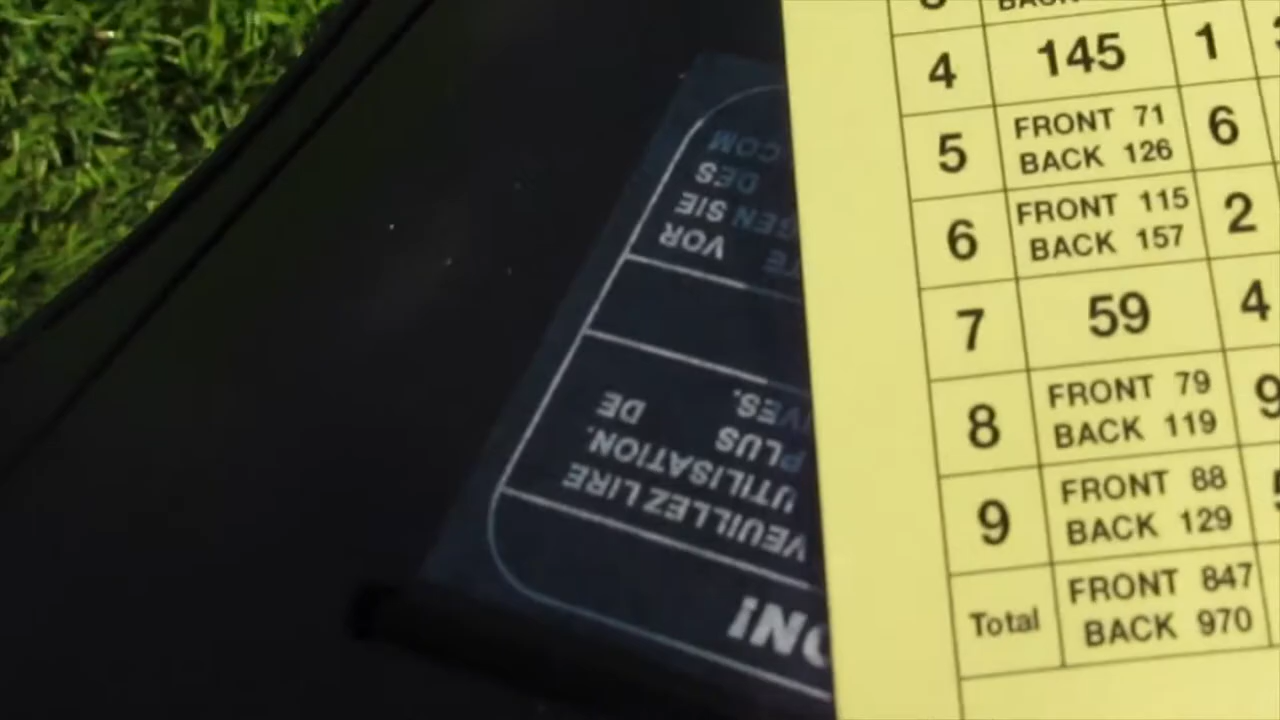 4 145 1
5 FRONT 71 6
BACK 126
6 FRONT 115 2
BACK 157
7 59 4
8 FRONT 79 9
BACK 119
9 FRONT 88
BACK 129
Total FRONT 847
BACK 970
VEUILLEZ LIRE
UTILISATION.
PLUS DE
VOR
SIE
DES
COM